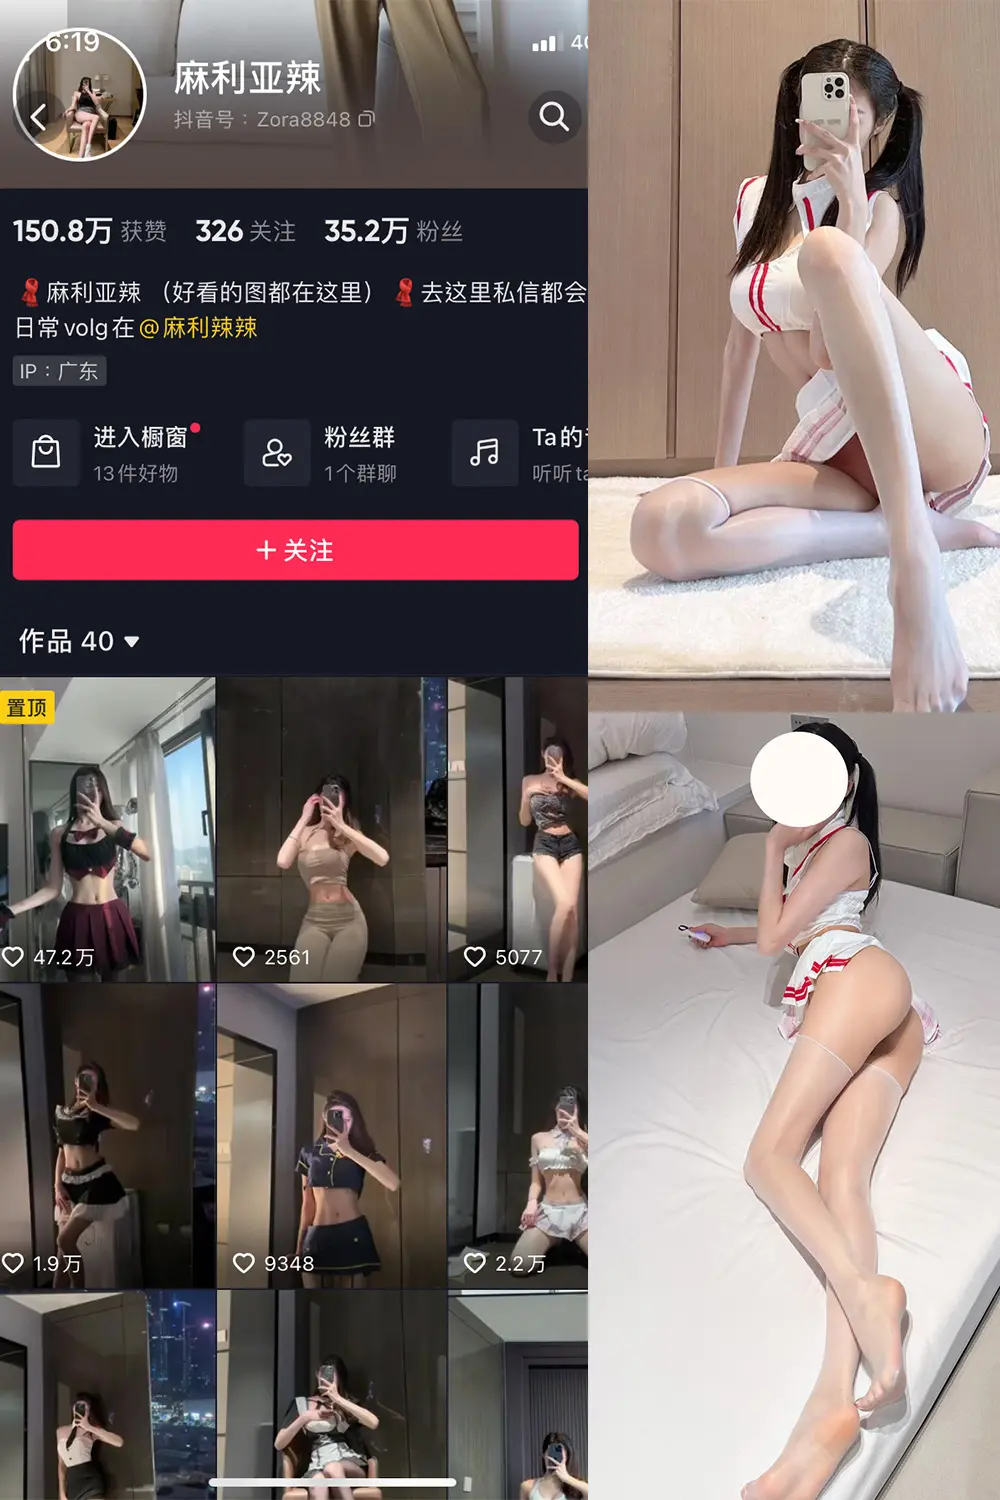 6:19
麻利亚辣
抖音号：Zora8848
150.8万 获赞 326 关注 35.2万 粉丝
麻利亚辣 （好看的图都在这里） 去这里私信都会
日常volg在@麻利辣辣
IP：广东
进入橱窗
13件好物
粉丝群
1个群聊
Ta的
听听ta
+ 关注
作品 40
置顶
47.2万
2561
5077
1.9万
9348
2.2万